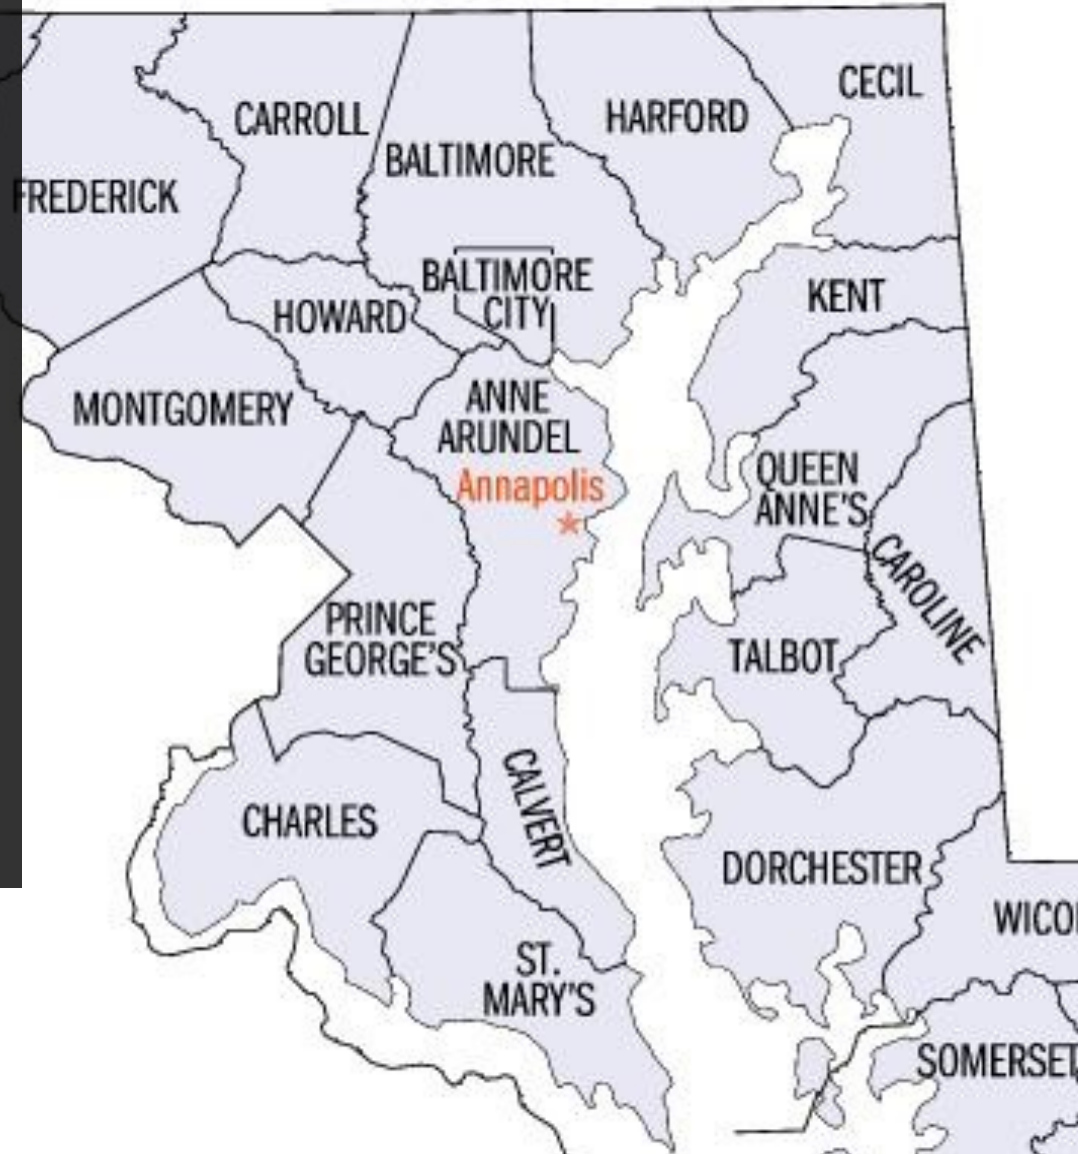 CECIL
CARROLL
HARFORD
BALTIMORE
FREDERICK
BALTIMORE
CITY
KENT
HOWARD
MONTGOMERY
ANNE
ARUNDEL
Annapolis
QUEEN
ANNE'S
CAROLINE
PRINCE
GEORGE'S
TALBOT
CALVERT
CHARLES
DORCHESTER
WICO
ST.
MARY'S
SOMERSET